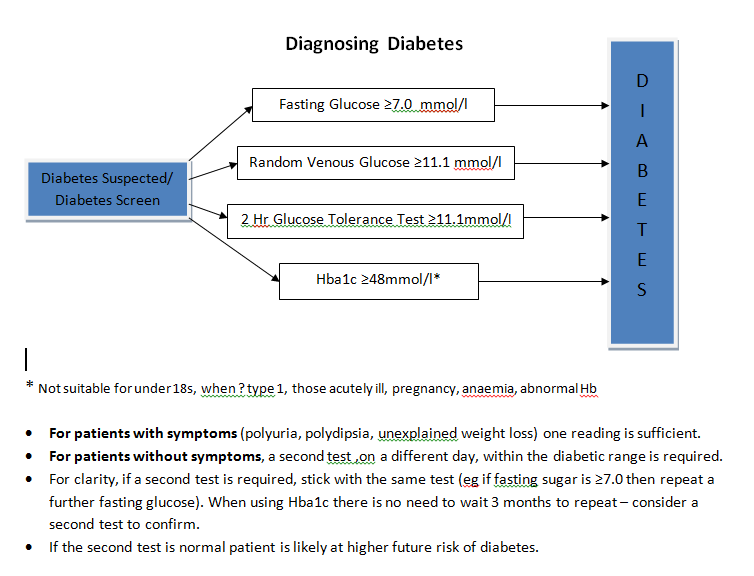 Diagnosing Diabetes
Fasting Glucose ≥7.0 mmol/l
Random Venous Glucose ≥11.1 mmol/l
Diabetes Suspected/
Diabetes Screen
2 Hr Glucose Tolerance Test ≥11.1mmol/l
Hba1c ≥48mmol/l*
D
I
A
B
E
T
E
S
* Not suitable for under 18s, when ? type 1, those acutely ill, pregnancy, anaemia, abnormal Hb
• For patients with symptoms (polyuria, polydipsia, unexplained weight loss) one reading is sufficient.
• For patients without symptoms, a second test ,on a different day, within the diabetic range is required.
• For clarity, if a second test is required, stick with the same test (eg if fasting sugar is ≥7.0 then repeat a
further fasting glucose). When using Hba1c there is no need to wait 3 months to repeat – consider a
second test to confirm.
• If the second test is normal patient is likely at higher future risk of diabetes.